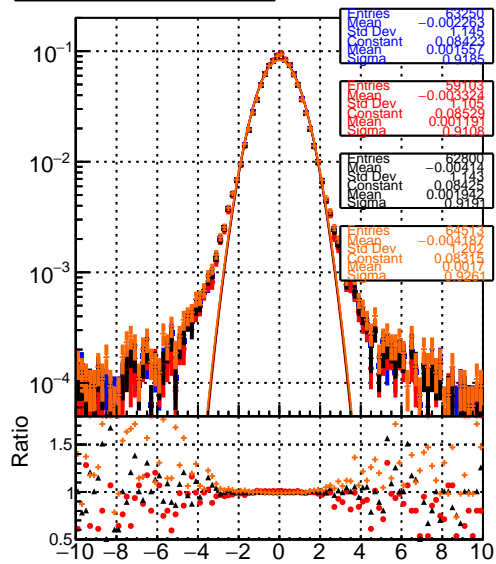 Entries 63250
Mean −0.002263
Std Dev 1.145
Constant 0.08423
Mean 0.001557
Sigma 0.9185
Entries 59103
Mean −0.003324
Std Dev 1.105
Constant 0.08529
Mean 0.001191
Sigma 0.9108
Entries 62800
Mean −0.00414
Std Dev 1.143
Constant 0.08425
Mean 0.001942
Sigma 0.9191
Entries 64513
Mean −0.004187
Std Dev 1.202
Constant 0.08315
Mean 0.0017
Sigma 0.9261
10−1
10−2
10−3
10−4
Ratio
1.5
1
0.5
−10 −8 −6 −4 −2 0 2 4 6 8 10